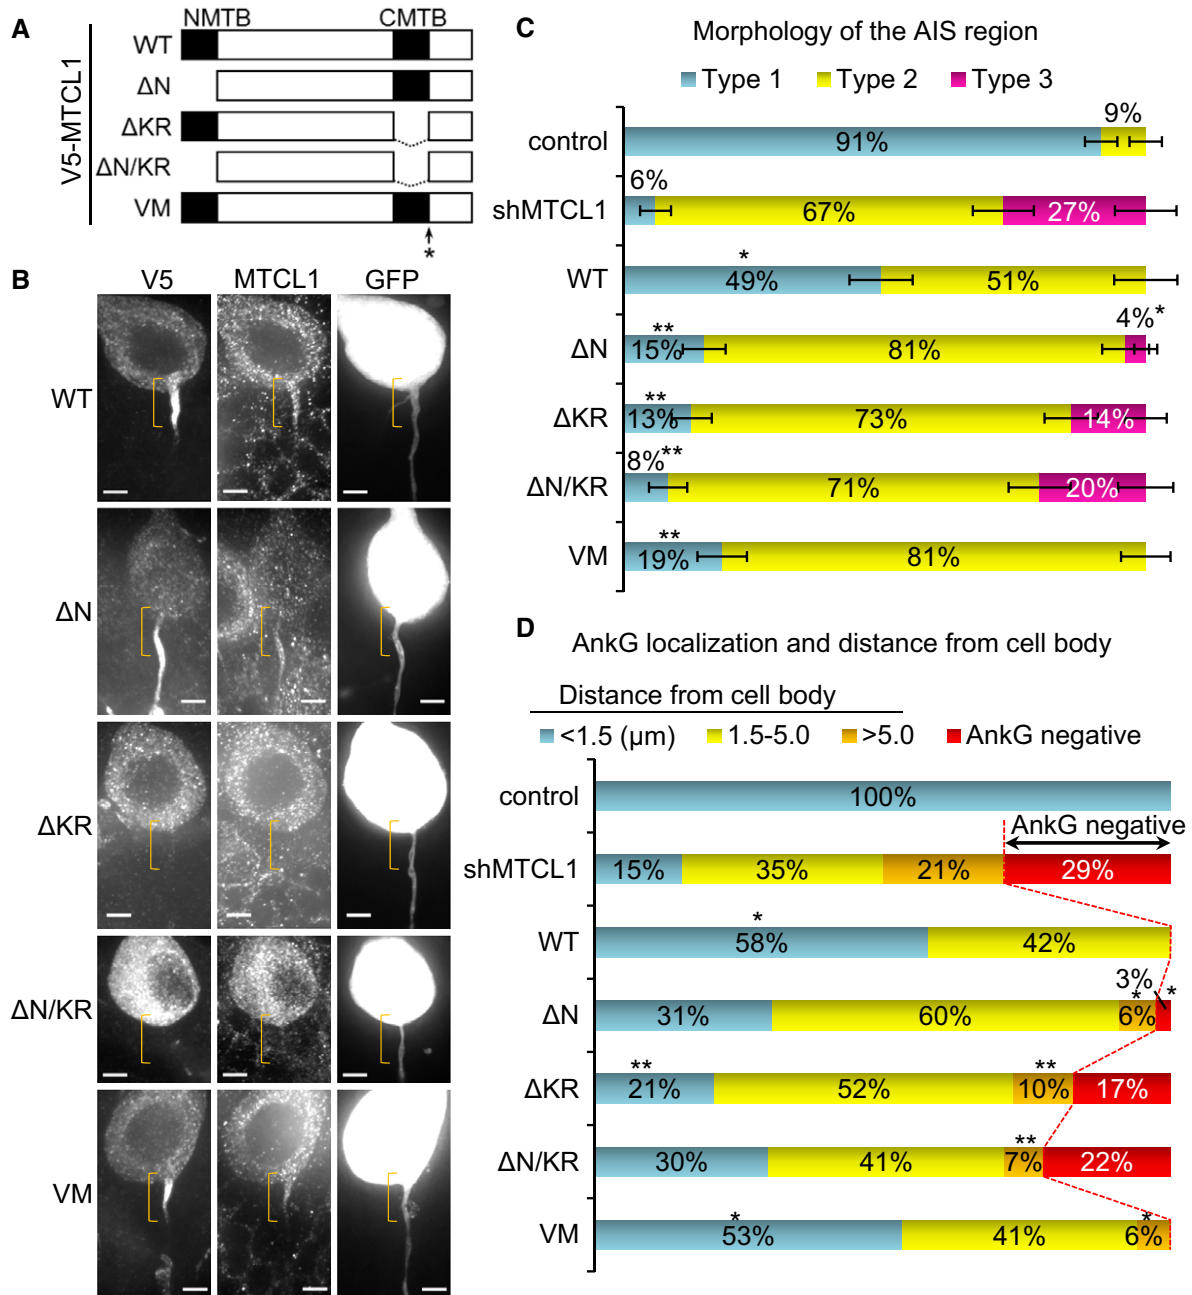 A
NMTB CMTB
V5-MTCL1
WT
ΔN
ΔKR
ΔN/KR
VM
*
B
V5 MTCL1 GFP
WT
ΔN
ΔKR
ΔN/KR
VM
C
Morphology of the AIS region
Type 1 Type 2 Type 3
control 91% 9%
shMTCL1 6% 67% 27%
WT 49%* 51%
ΔN 15%** 81% 4%*
ΔKR 13%** 73% 14%
ΔN/KR 8%** 71% 20%
VM 19%** 81%
D
AnkG localization and distance from cell body
Distance from cell body
<1.5 (μm) 1.5-5.0 >5.0 AnkG negative
control 100%
AnkG negative
shMTCL1 15% 35% 21% 29%
WT 58%* 42%
ΔN 31% 60% 6%* 3%*
ΔKR 21%** 52% 10%** 17%
ΔN/KR 30% 41% 7%** 22%
VM 53%* 41% 6%*